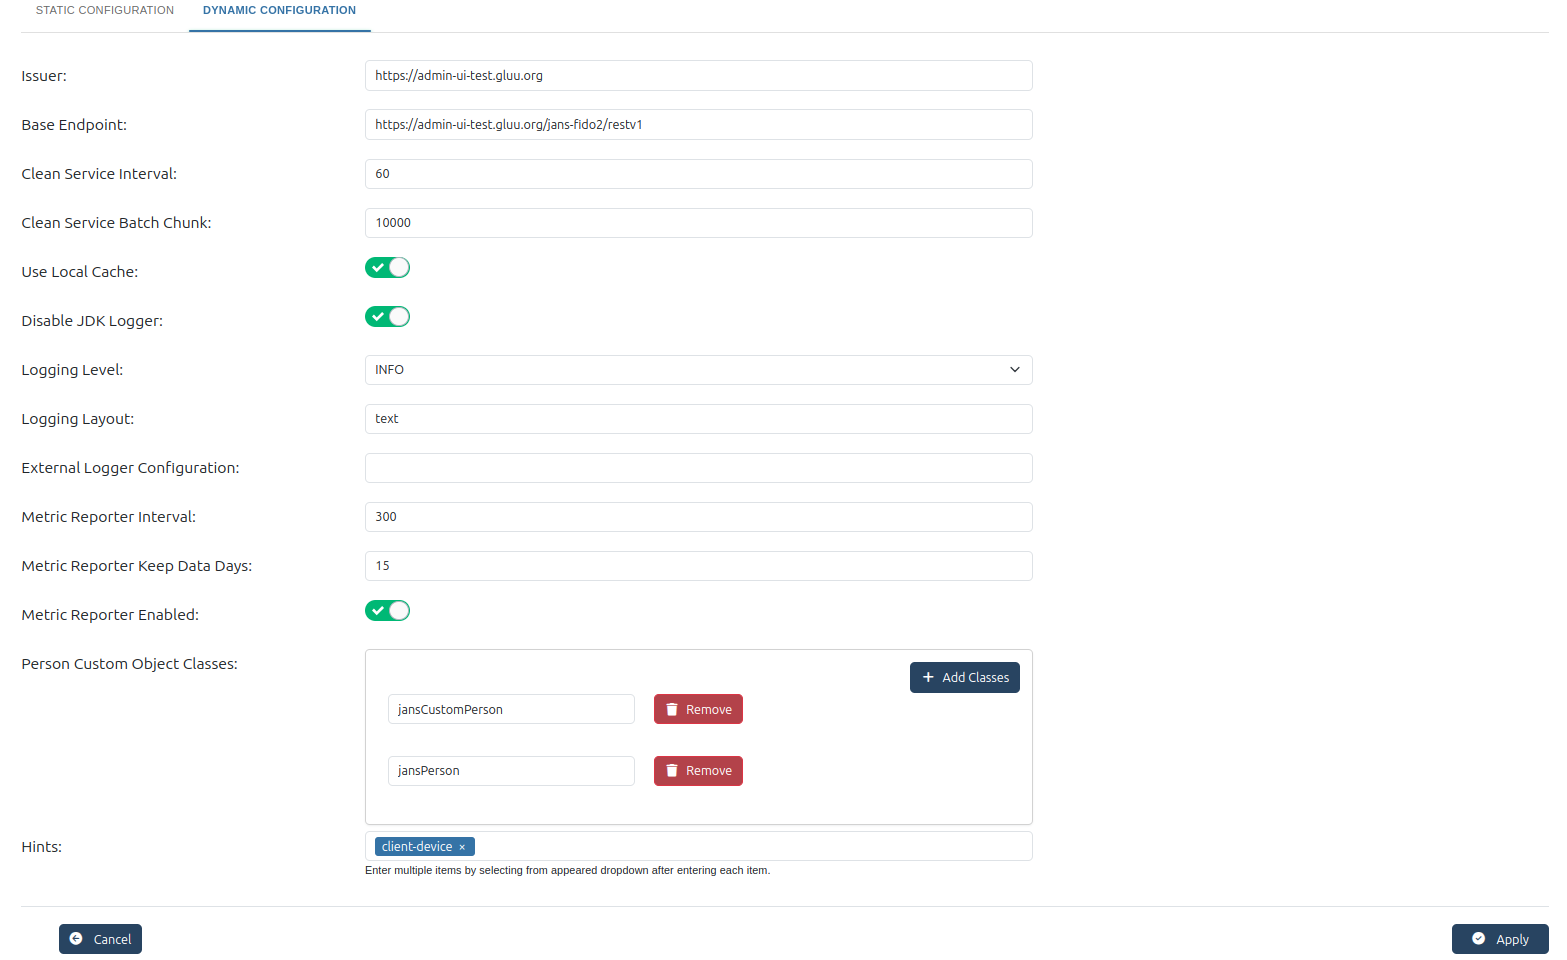 STATIC CONFIGURATION DYNAMIC CONFIGURATION
Issuer: https://admin-ui-test.gluu.org
Base Endpoint: https://admin-ui-test.gluu.org/jans-fido2/restv1
Clean Service Interval: 60
Clean Service Batch Chunk: 10000
Use Local Cache:
Disable JDK Logger:
Logging Level: INFO
Logging Layout: text
External Logger Configuration:
Metric Reporter Interval: 300
Metric Reporter Keep Data Days: 15
Metric Reporter Enabled:
Person Custom Object Classes:
+ Add Classes
jansCustomPerson Remove
jansPerson Remove
Hints: client-device ×
Enter multiple items by selecting from appeared dropdown after entering each item.
Cancel Apply